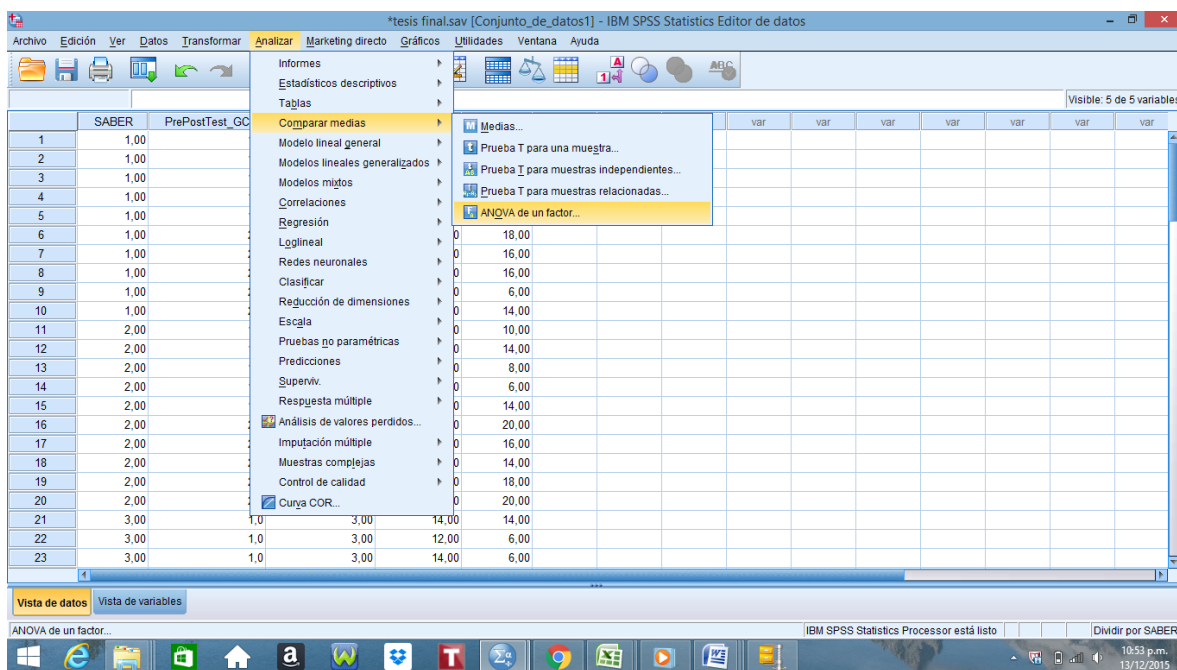 *tesis final.sav [Conjunto_de_datos1] - IBM SPSS Statistics Editor de datos
Archivo Edición Ver Datos Transformar Analizar Marketing directo Gráficos Utilidades Ventana Ayuda
Visible: 5 de 5 variables
SABER PrePostTest_GC var var var var var var var
Informes
Estadísticos descriptivos
Tablas
Comparar medias
Modelo lineal general
Modelos lineales generalizados
Modelos mixtos
Correlaciones
Regresión
Loglineal
Redes neuronales
Clasificar
Reducción de dimensiones
Escala
Pruebas no paramétricas
Predicciones
Superviv.
Respuesta múltiple
Análisis de valores perdidos...
Imputación múltiple
Muestras complejas
Control de calidad
Curva COR...
Medias...
Prueba T para una muestra...
Prueba T para muestras independientes...
Prueba T para muestras relacionadas...
ANOVA de un factor...
1 1,00
2 1,00
3 1,00
4 1,00
5 1,00
6 1,00 18,00
7 1,00 16,00
8 1,00 16,00
9 1,00 6,00
10 1,00 14,00
11 2,00 10,00
12 2,00 14,00
13 2,00 8,00
14 2,00 6,00
15 2,00 14,00
16 2,00 20,00
17 2,00 16,00
18 2,00 14,00
19 2,00 18,00
20 2,00 20,00
21 3,00 1,0 3,00 14,00 14,00
22 3,00 1,0 3,00 12,00 6,00
23 3,00 1,0 3,00 14,00 6,00
Vista de datos Vista de variables
ANOVA de un factor... IBM SPSS Statistics Processor está listo Dividir por SABER
10:53 p.m.
13/12/2015